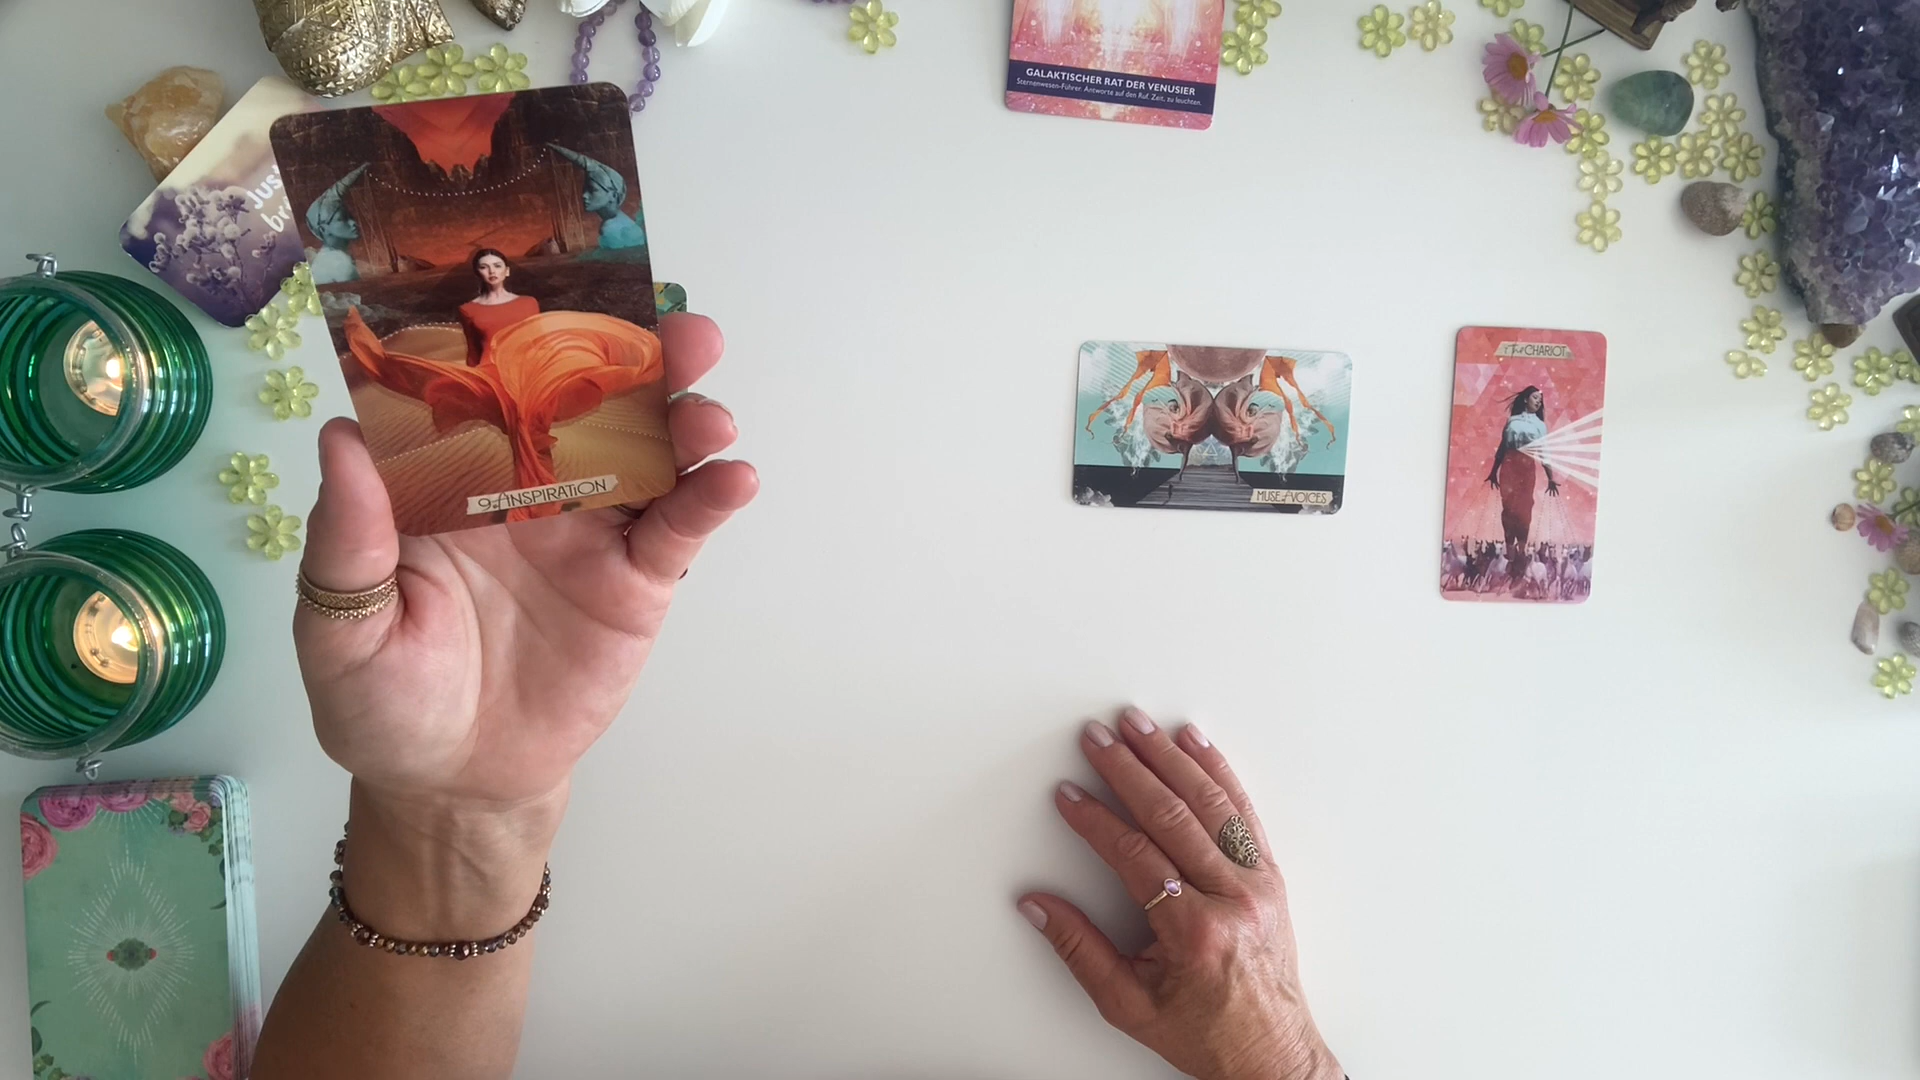 GALAKTISCHER RAT DER VENUSIER
Sternenwesen-Führer. Antworte auf den Ruf. Zeit, zu leuchten.
Just
9 of INSPIRATION
The CHARIOT
MUSE of VOICES